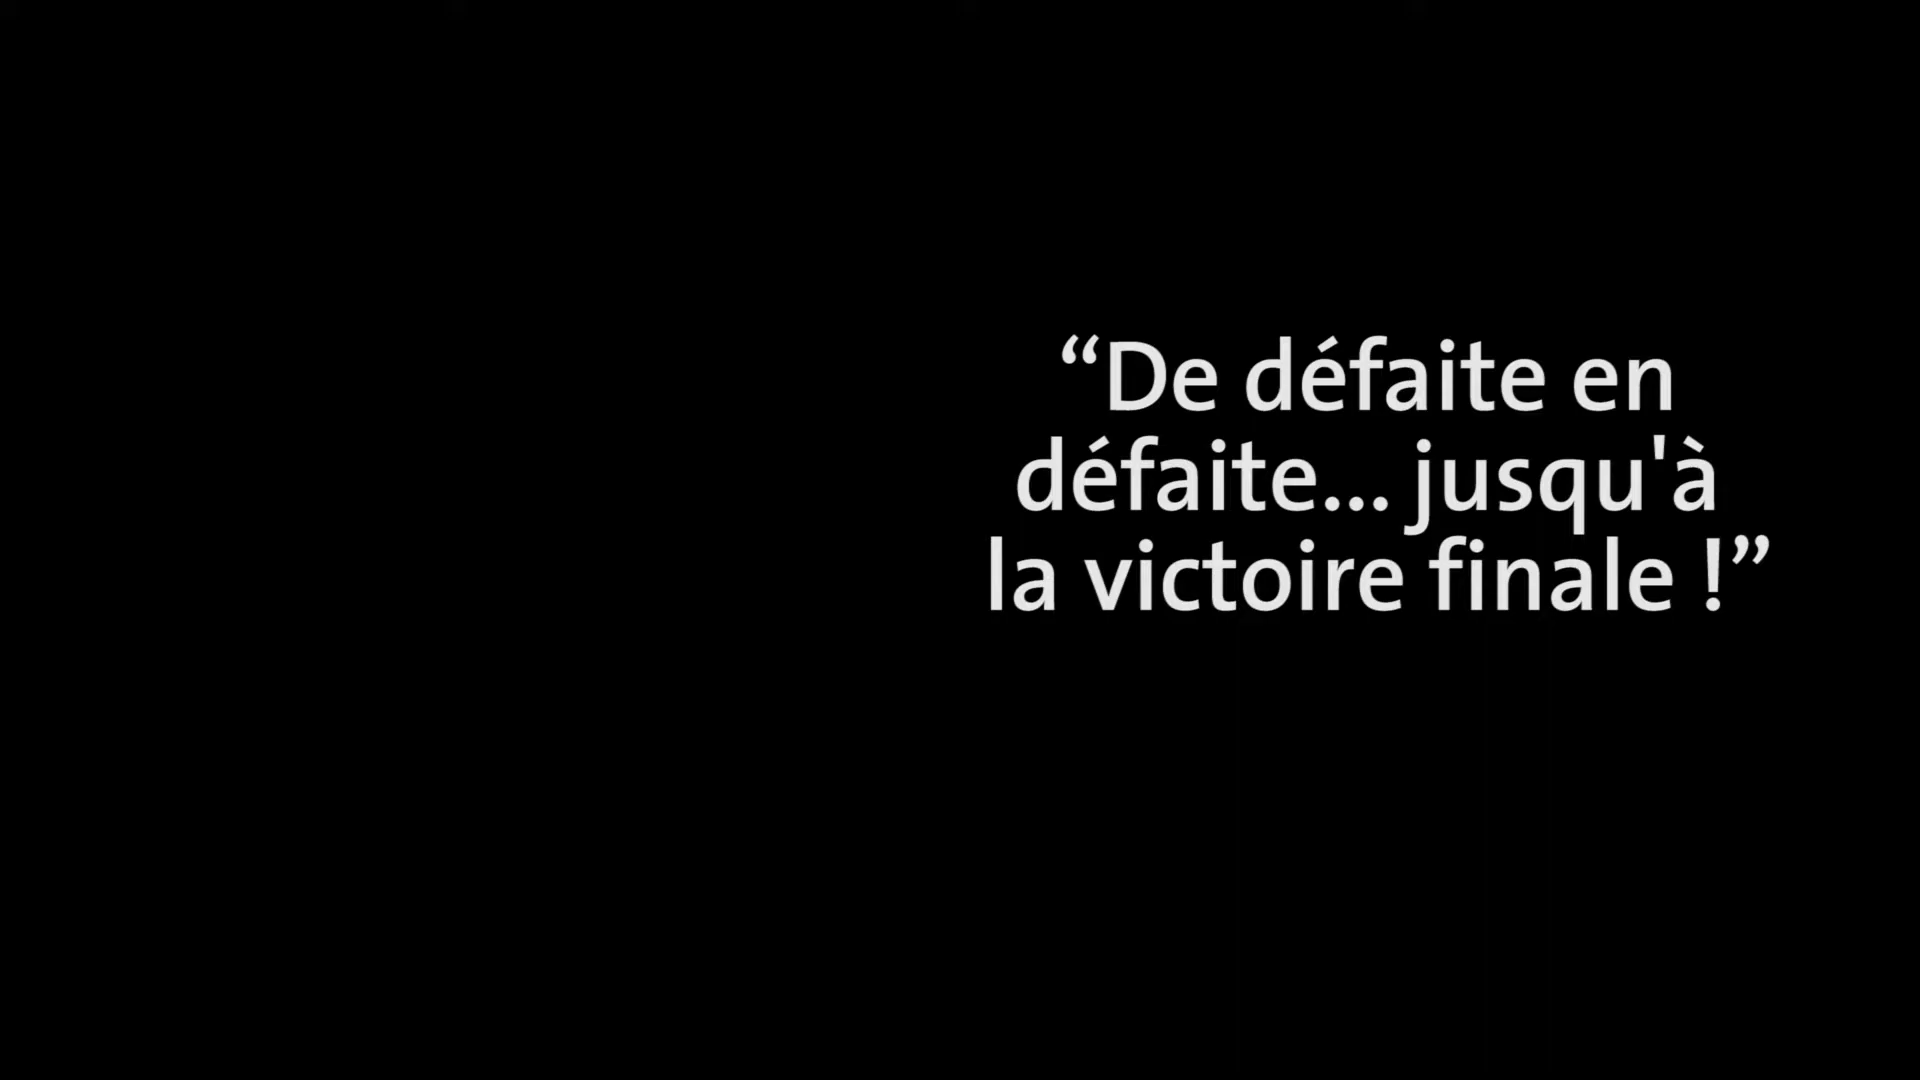 “De défaite en
défaite... jusqu'à
la victoire finale !”